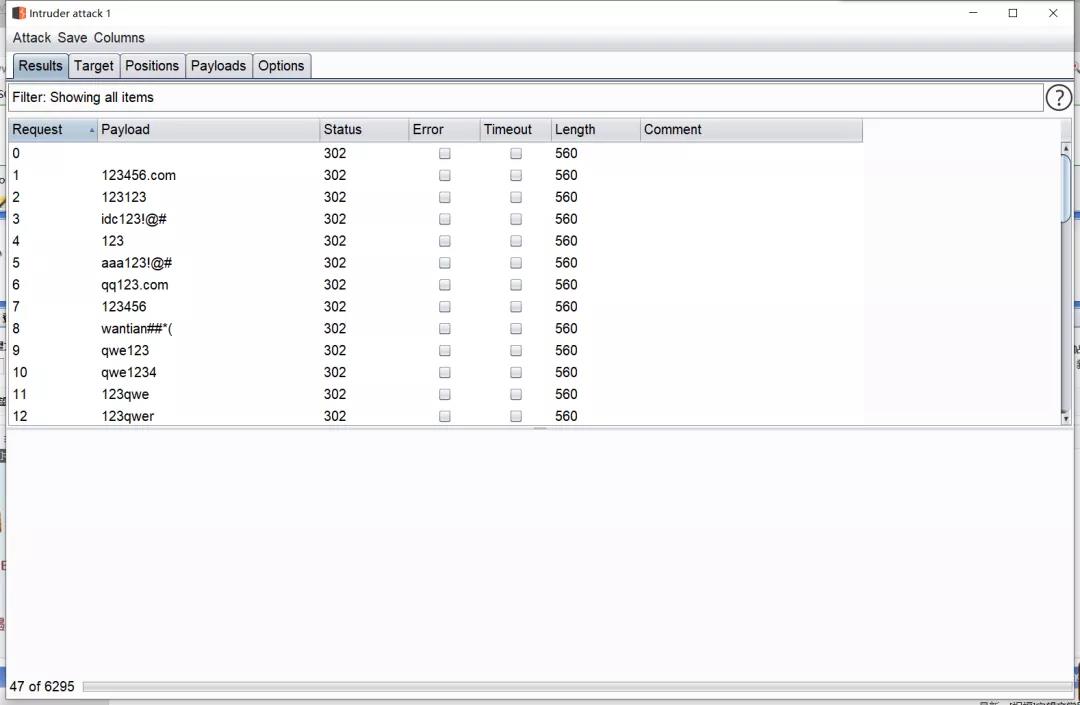 Intruder attack 1
Attack Save Columns
Results Target Positions Payloads Options
Filter: Showing all items
?
Request Payload Status Error Timeout Length Comment
0 302 560
1 123456.com 302 560
2 123123 302 560
3 idc123!@# 302 560
4 123 302 560
5 aaa123!@# 302 560
6 qq123.com 302 560
7 123456 302 560
8 wantian##*( 302 560
9 qwe123 302 560
10 qwe1234 302 560
11 123qwe 302 560
12 123qwer 302 560
47 of 6295